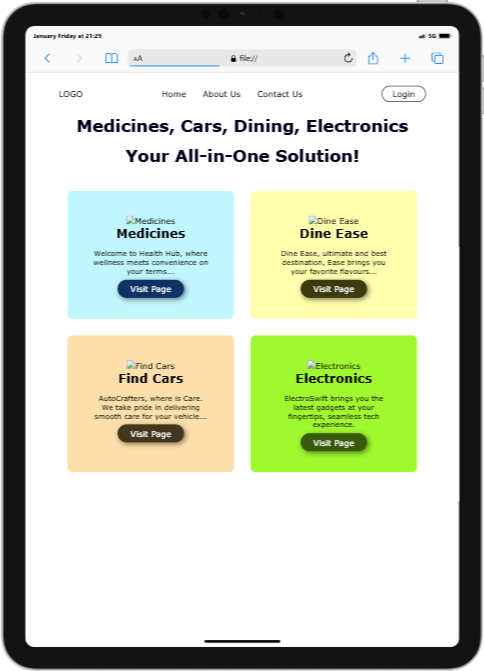 January Friday at 21:29
5G
AA
file://
LOGO Home About Us Contact Us Login
Medicines, Cars, Dining, Electronics
Your All-in-One Solution!
Medicines
Medicines
Welcome to Health Hub, where
wellness meets convenience on
your terms...
Visit Page
Dine Ease
Dine Ease
Dine Ease, ultimate and best
destination, Ease brings you
your favorite flavours...
Visit Page
Find Cars
Find Cars
AutoCrafters, where is Care.
We take pride in delivering
smooth care for your vehicle...
Visit Page
Electronics
Electronics
ElectroSwift brings you the
latest gadgets at your
fingertips, seamless tech
experience.
Visit Page